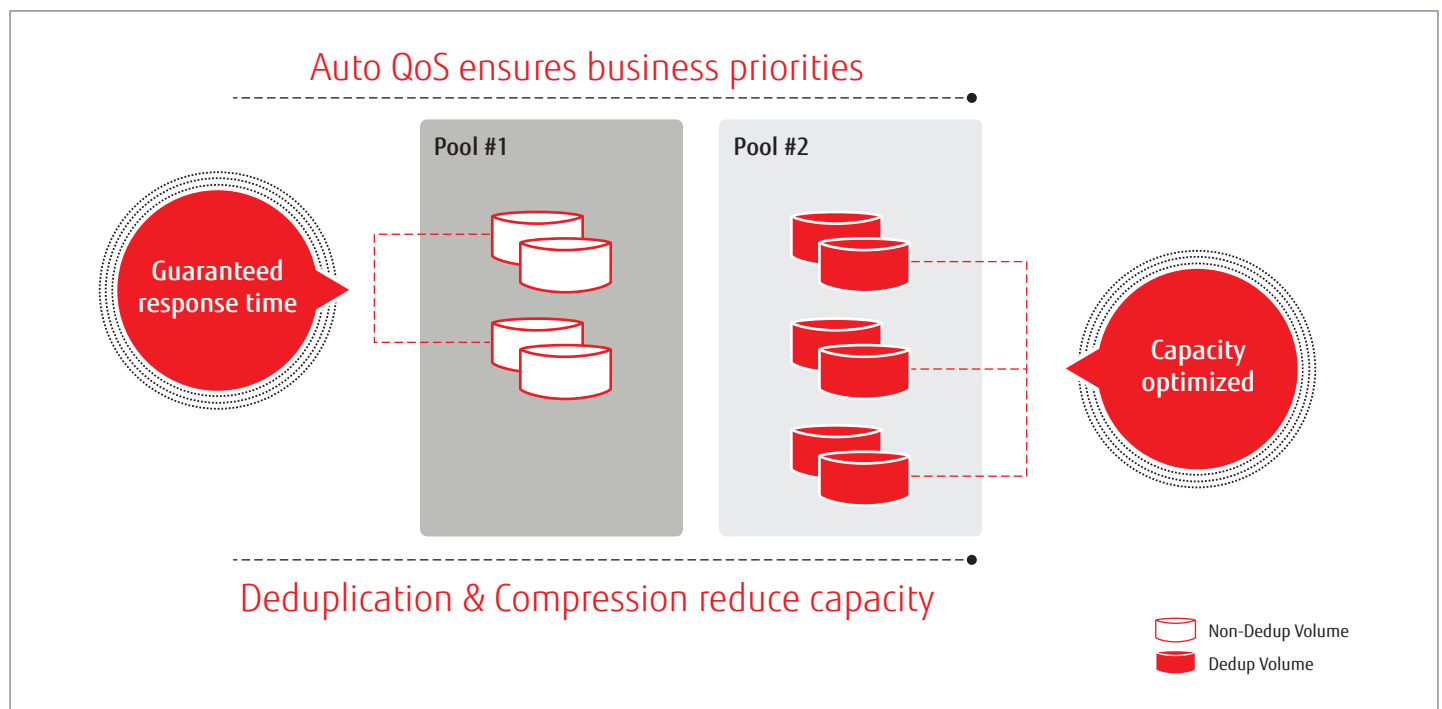 Auto QoS ensures business priorities
Pool #1
Pool #2
Guaranteed
response time
Capacity
optimized
Deduplication & Compression reduce capacity
Non-Dedup Volume
Dedup Volume